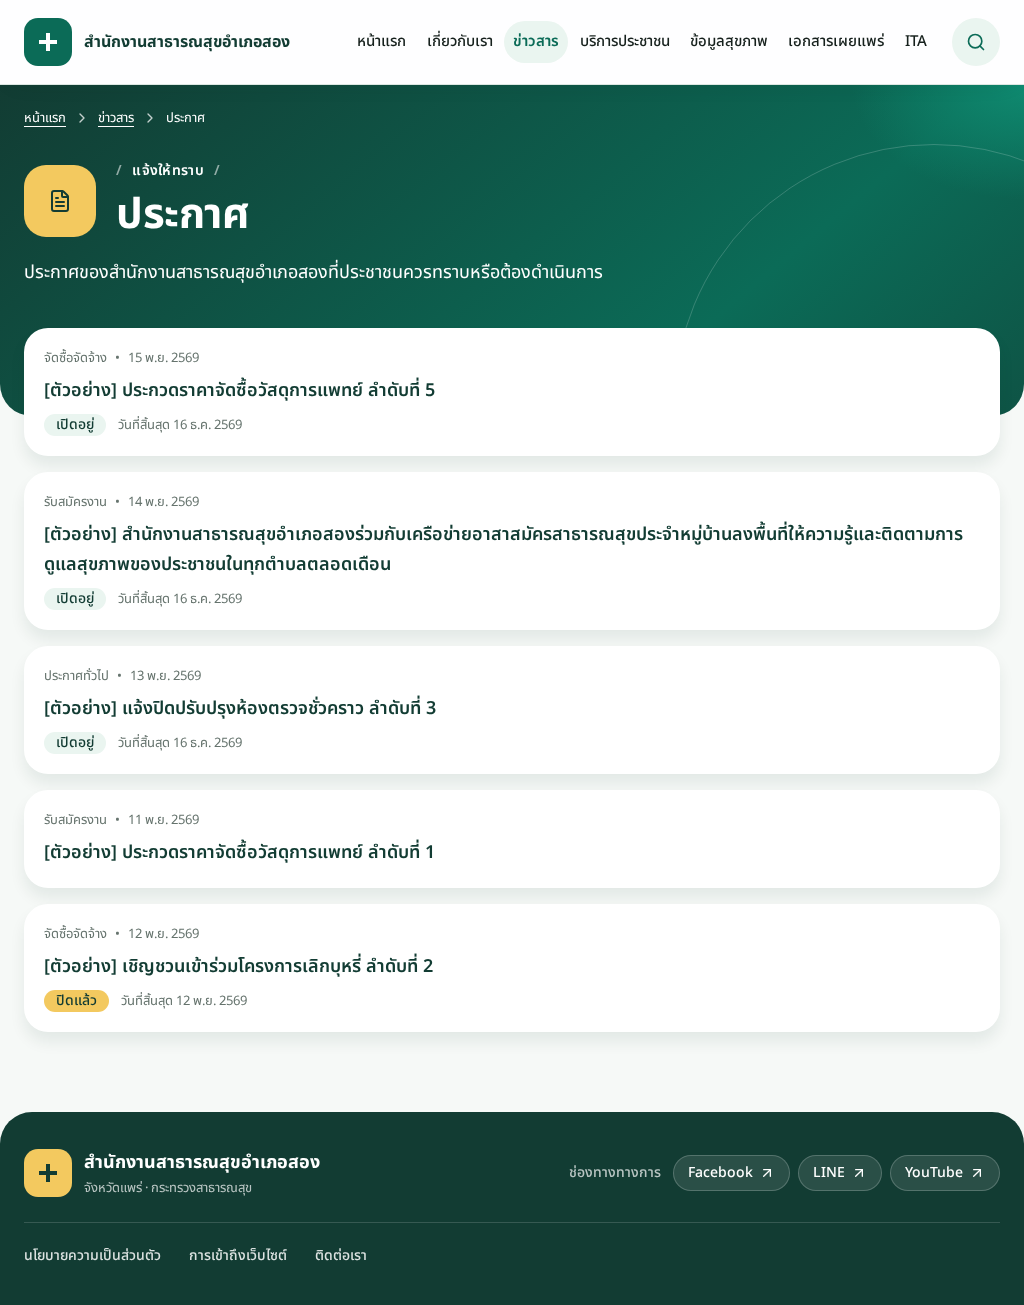 สำนักงานสาธารณสุขอำเภอสอง
หน้าแรก
เกี่ยวกับเรา
ข่าวสาร
บริการประชาชน
ข้อมูลสุขภาพ
เอกสารเผยแพร่
ITA
หน้าแรก > ข่าวสาร > ประกาศ
/ แจ้งให้ทราบ /
ประกาศ
ประกาศของสำนักงานสาธารณสุขอำเภอสองที่ประชาชนควรทราบหรือต้องดำเนินการ
จัดซื้อจัดจ้าง • 15 พ.ย. 2569
[ตัวอย่าง] ประกวดราคาจัดซื้อวัสดุการแพทย์ ลำดับที่ 5
เปิดอยู่ วันที่สิ้นสุด 16 ธ.ค. 2569
รับสมัครงาน • 14 พ.ย. 2569
[ตัวอย่าง] สำนักงานสาธารณสุขอำเภอสองร่วมกับเครือข่ายอาสาสมัครสาธารณสุขประจำหมู่บ้านลงพื้นที่ให้ความรู้และติดตามการ
ดูแลสุขภาพของประชาชนในทุกตำบลตลอดเดือน
เปิดอยู่ วันที่สิ้นสุด 16 ธ.ค. 2569
ประกาศทั่วไป • 13 พ.ย. 2569
[ตัวอย่าง] แจ้งปิดปรับปรุงห้องตรวจชั่วคราว ลำดับที่ 3
เปิดอยู่ วันที่สิ้นสุด 16 ธ.ค. 2569
รับสมัครงาน • 11 พ.ย. 2569
[ตัวอย่าง] ประกวดราคาจัดซื้อวัสดุการแพทย์ ลำดับที่ 1
จัดซื้อจัดจ้าง • 12 พ.ย. 2569
[ตัวอย่าง] เชิญชวนเข้าร่วมโครงการเลิกบุหรี่ ลำดับที่ 2
ปิดแล้ว วันที่สิ้นสุด 12 พ.ย. 2569
สำนักงานสาธารณสุขอำเภอสอง
จังหวัดแพร่ · กระทรวงสาธารณสุข
ช่องทางทางการ
Facebook
LINE
YouTube
นโยบายความเป็นส่วนตัว
การเข้าถึงเว็บไซต์
ติดต่อเรา